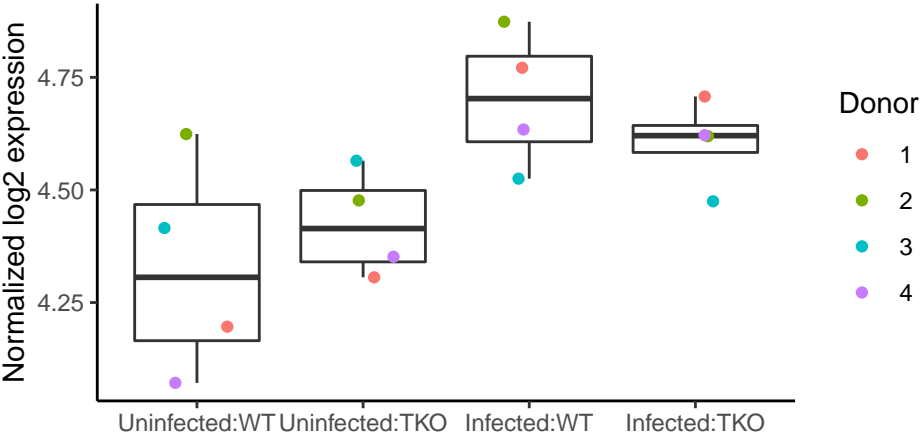 Normalized log2 expression
4.75
4.50
4.25
Uninfected:WT Uninfected:TKO Infected:WT Infected:TKO
Donor
1
2
3
4